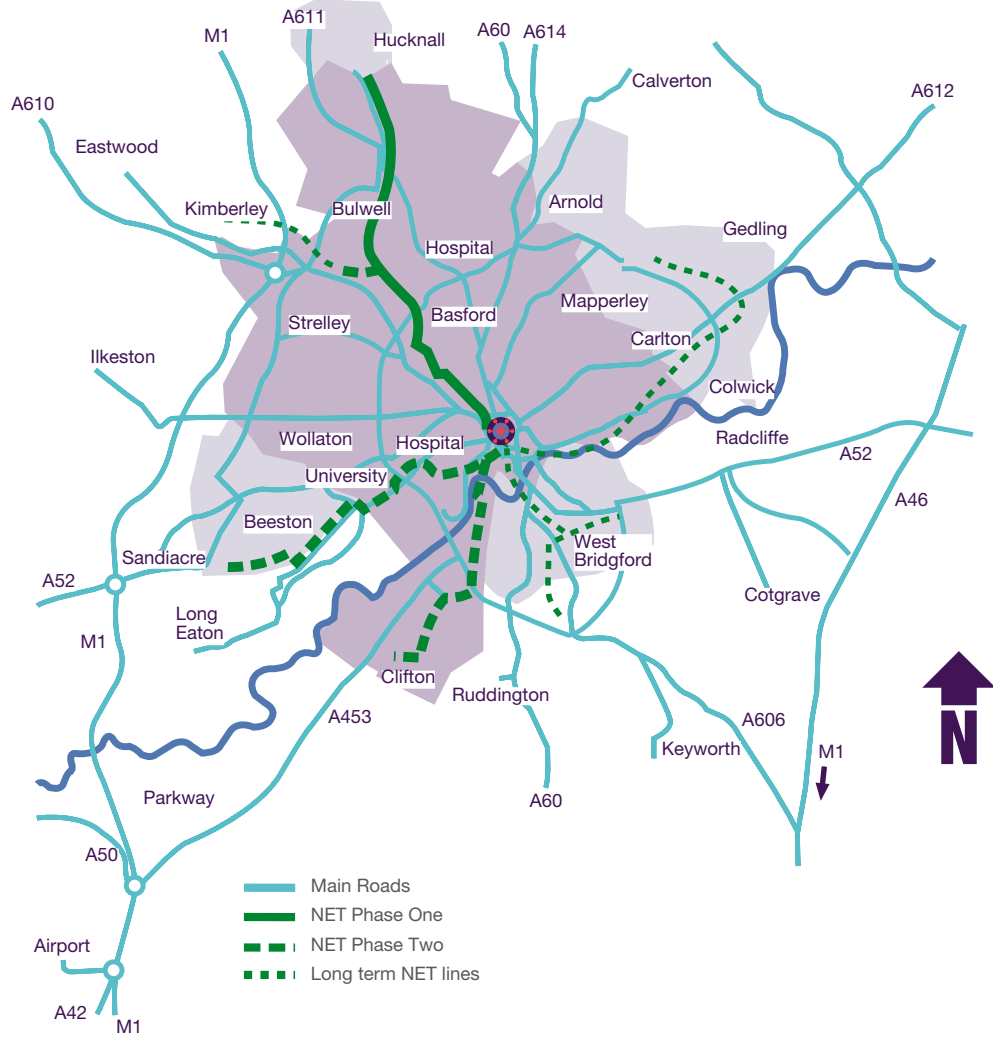 A611
M1
Hucknall
A60
A614
Calverton
A610
A612
Eastwood
Kimberley
Bulwell
Arnold
Gedling
Hospital
Mapperley
Basford
Strelley
Carlton
Ilkeston
Colwick
Wollaton
Hospital
Radcliffe
A52
University
A46
Beeston
West
Bridgford
Sandiacre
A52
Cotgrave
Long
Eaton
M1
Clifton
Ruddington
A453
A606
Keyworth
M1
Parkway
A60
A50
Main Roads
NET Phase One
NET Phase Two
Long term NET lines
Airport
A42
M1
N